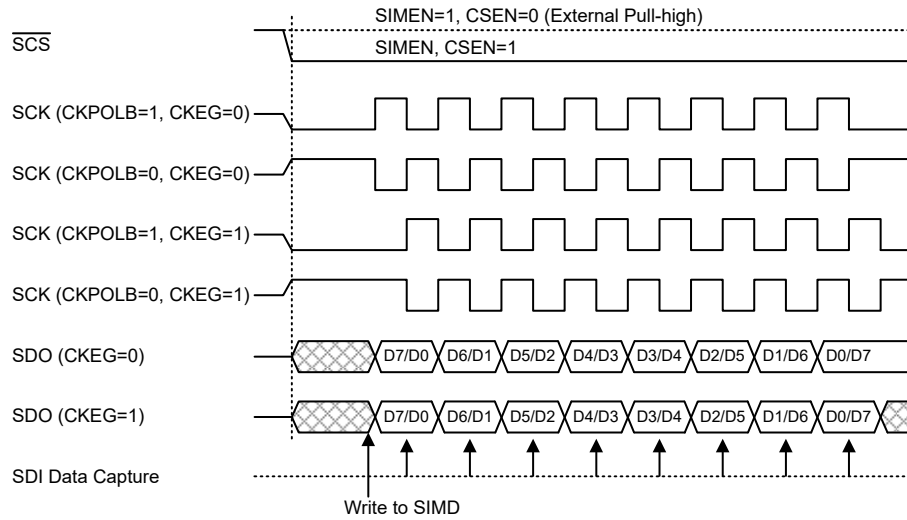 SIMEN=1, CSEN=0 (External Pull-high)
SCS
SIMEN, CSEN=1
SCK (CKPOLB=1, CKEG=0)
SCK (CKPOLB=0, CKEG=0)
SCK (CKPOLB=1, CKEG=1)
SCK (CKPOLB=0, CKEG=1)
SDO (CKEG=0) D7/D0 D6/D1 D5/D2 D4/D3 D3/D4 D2/D5 D1/D6 D0/D7
SDO (CKEG=1) D7/D0 D6/D1 D5/D2 D4/D3 D3/D4 D2/D5 D1/D6 D0/D7
SDI Data Capture
Write to SIMD